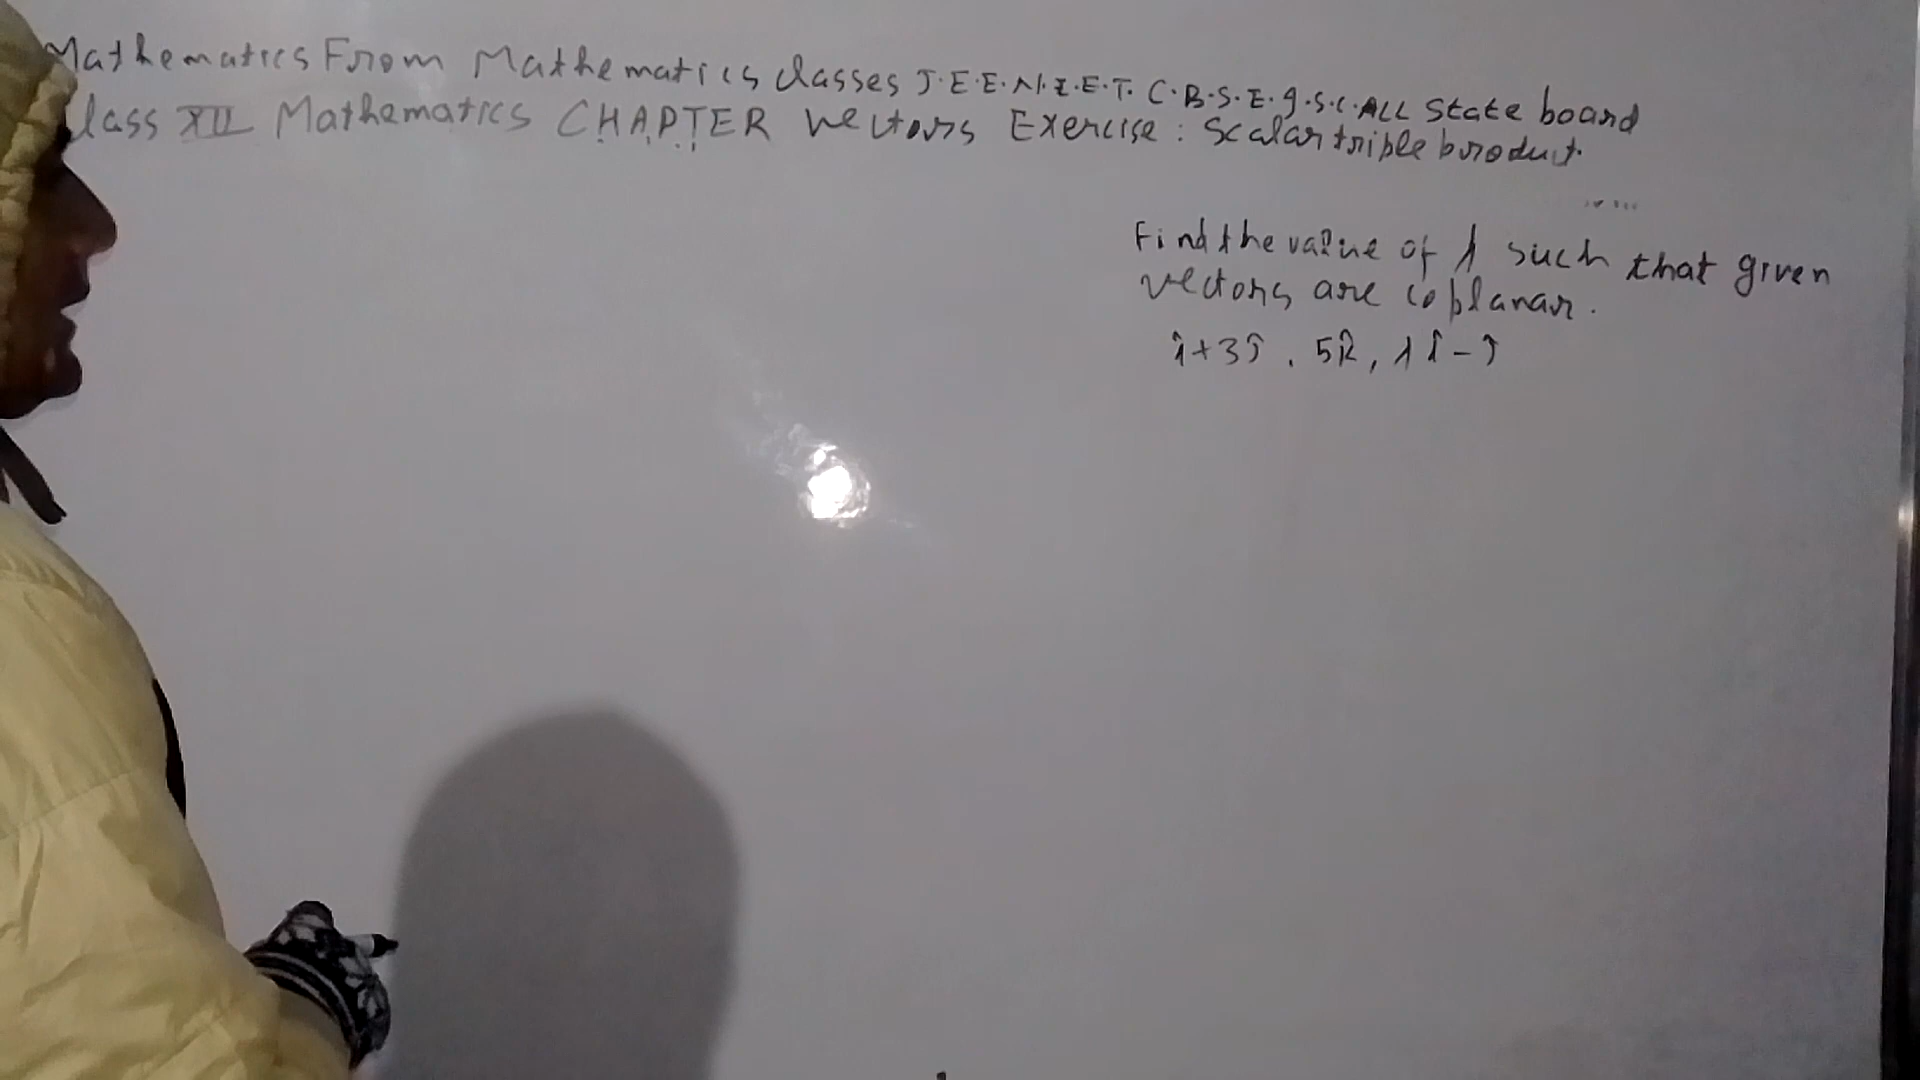 Mathematics From Mathematics classes J.E.E.N.E.E.T. C.B.S.E.I.S.C.ALL State board
Class XII Mathematics CHAPTER Vectors Exercise: Scalar triple product.
Find the value of λ such that given
vectors are coplanar.
î+3ĵ, 5k̂, λî-ĵ